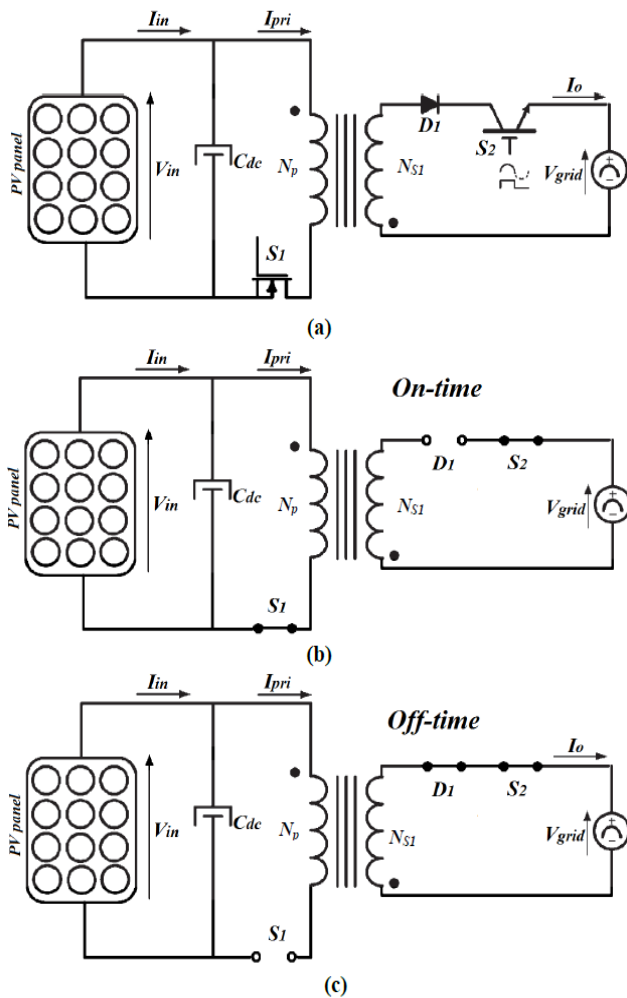 Iin Ipri
PV panel Vin Cdc Np NS1 D1 S2 Io Vgrid
S1
(a)
Iin Ipri On-time
PV panel Vin Cdc Np NS1 D1 S2 Vgrid
S1
(b)
Iin Ipri Off-time
PV panel Vin Cdc Np NS1 D1 S2 Io Vgrid
S1
(c)